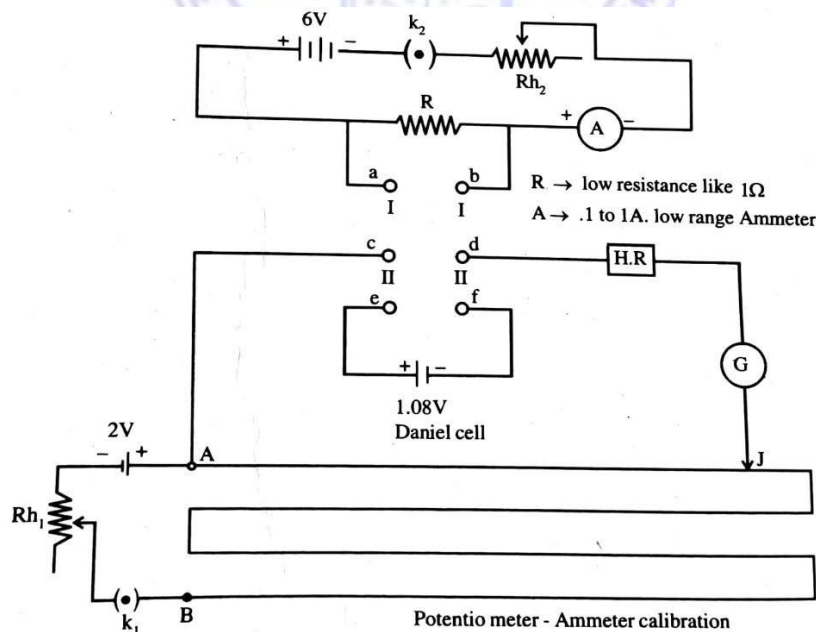 6V
k₂
+ −
Rh₂
R
+ A −
a b
I I
R → low resistance like 1Ω
A → .1 to 1A. low range Ammeter
c d
II II
H.R
e f
G
+ −
1.08V
Daniel cell
2V
− +
A
J
Rh₁
k₁
B
Potentio meter - Ammeter calibration